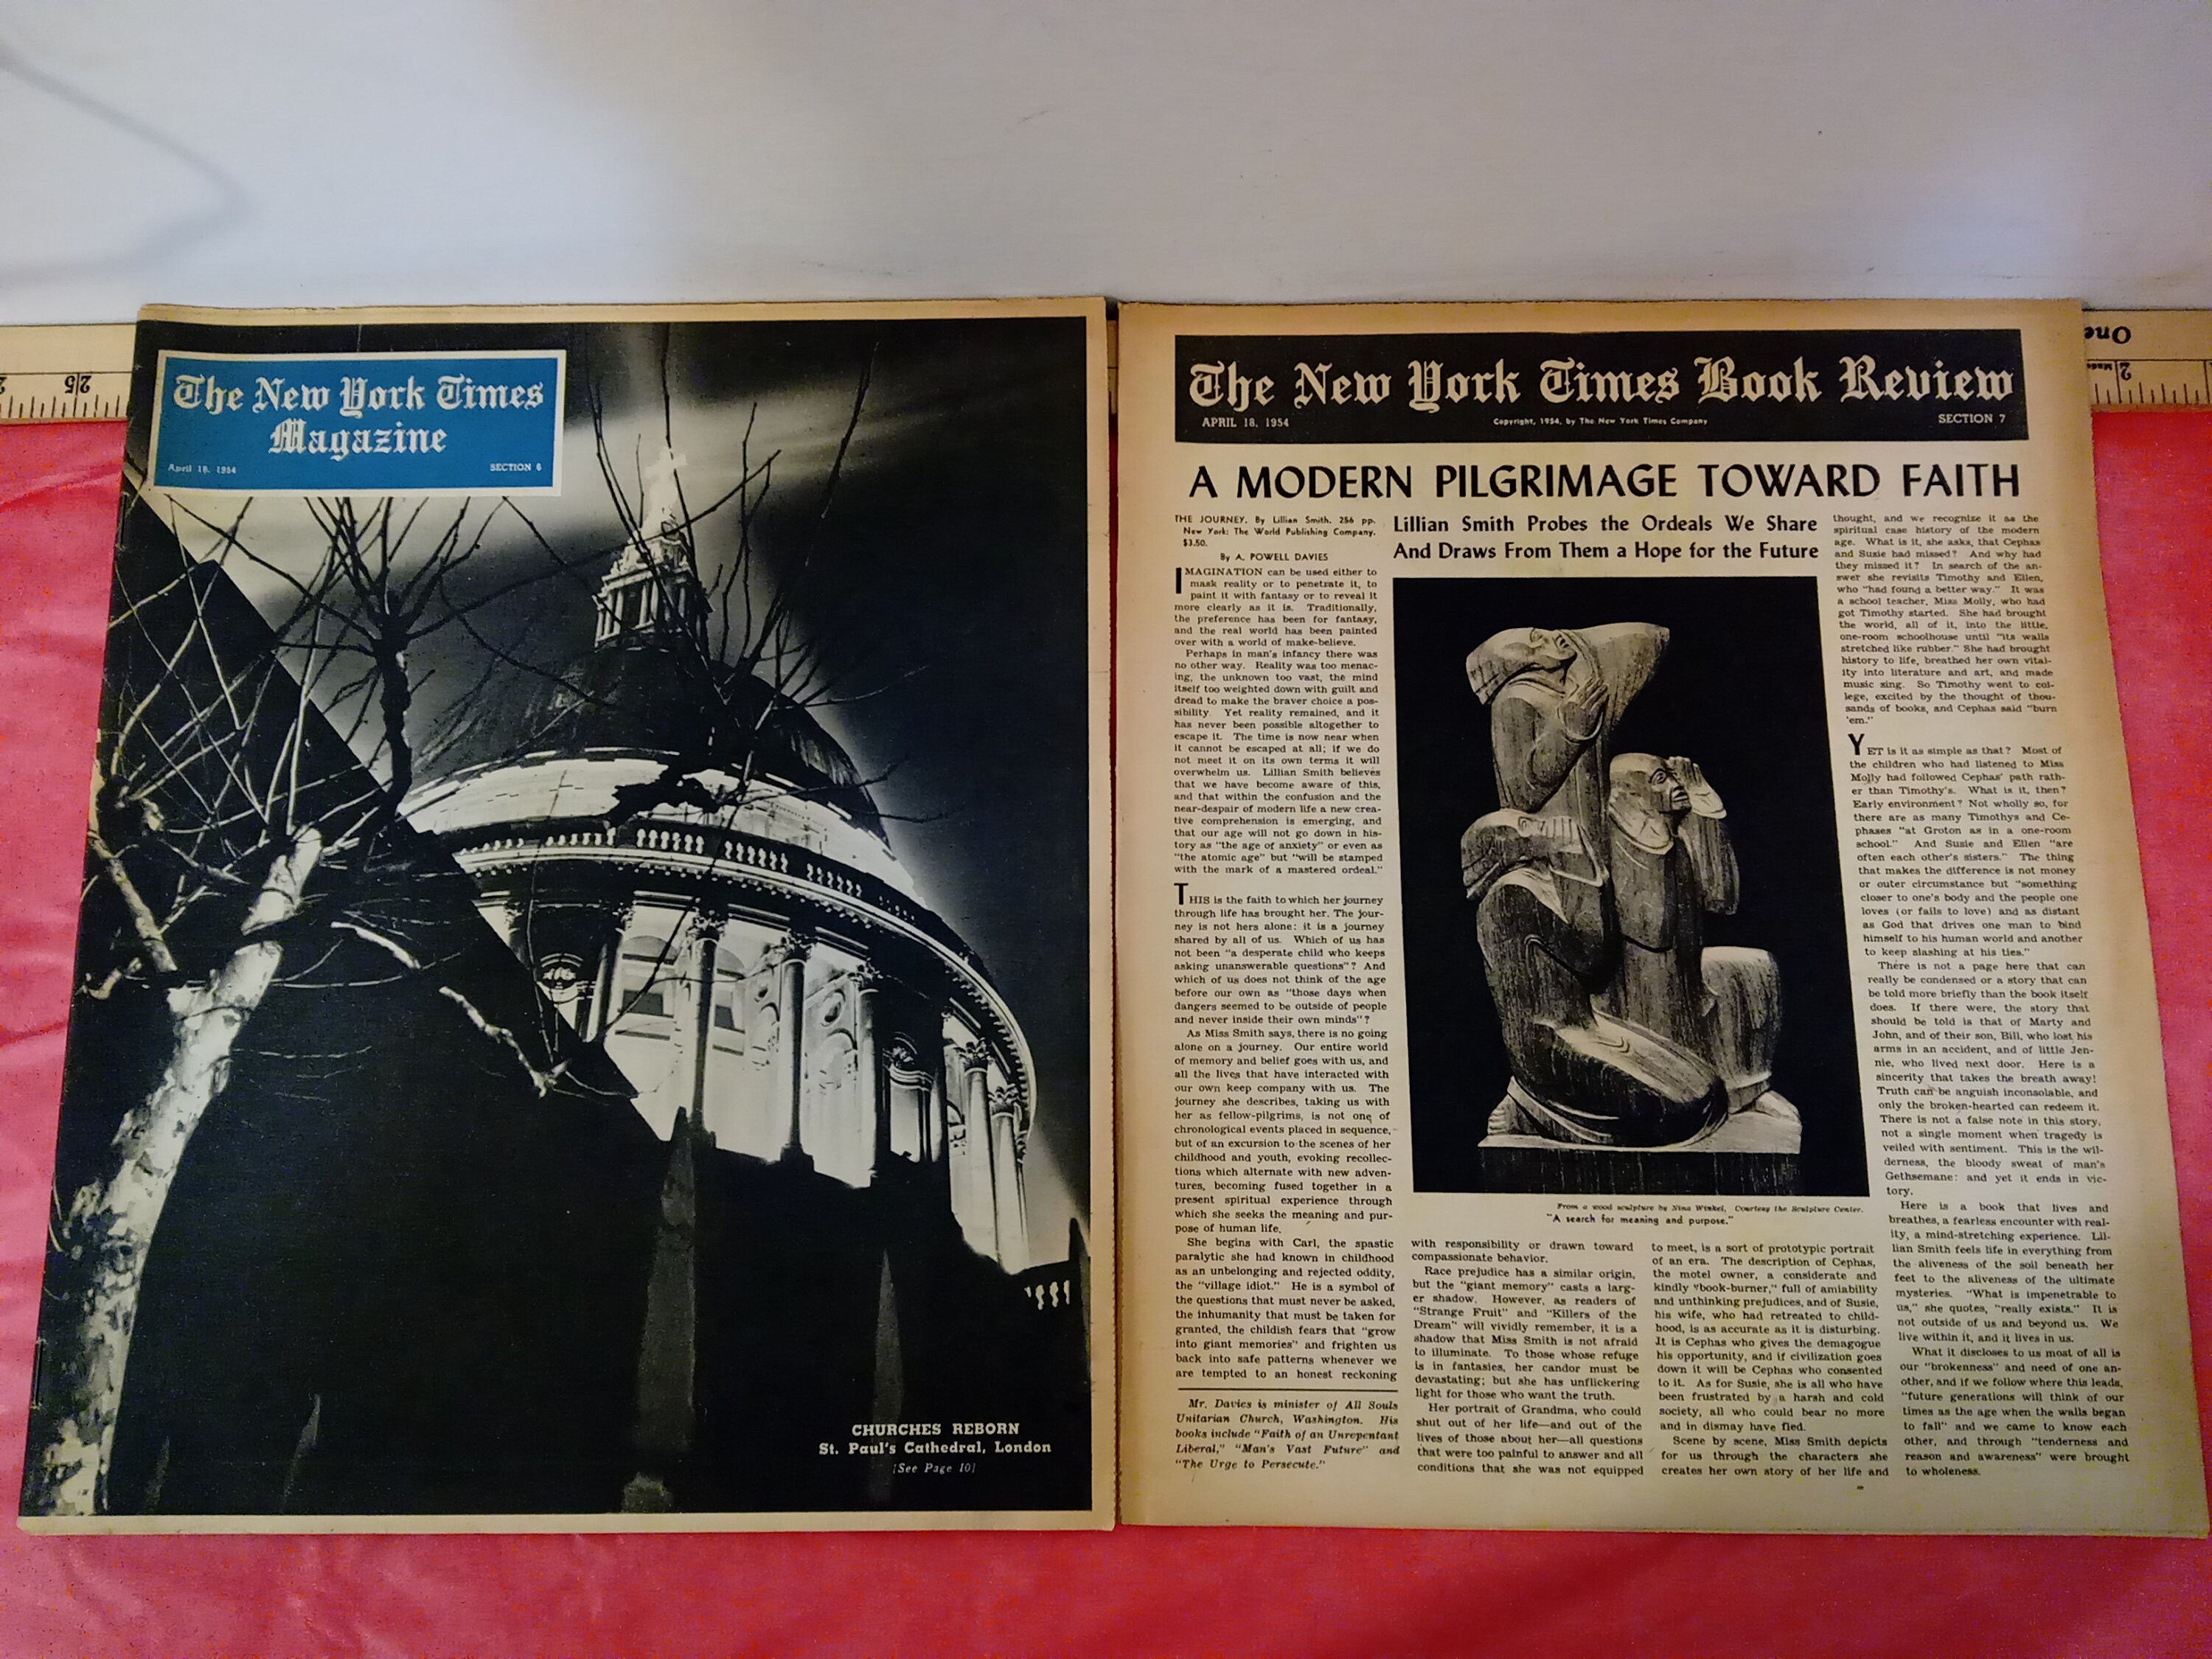 The New York Times
Magazine
April 18, 1954
SECTION 6
CHURCHES REBORN
St. Paul's Cathedral, London
[See Page 10]
25
One
2
The New York Times Book Review
APRIL 18, 1954
Copyright, 1954, by The New York Times Company
SECTION 7
A MODERN PILGRIMAGE TOWARD FAITH
Lillian Smith Probes the Ordeals We Share
And Draws From Them a Hope for the Future
THE JOURNEY. By Lillian Smith. 256 pp.
New York: The World Publishing Company.
$3.50.
By A. POWELL DAVIES
IMAGINATION can be used either to
mask reality or to penetrate it, to
paint it with fantasy or to reveal it
more clearly as it is. Traditionally,
the preference has been for fantasy,
and the real world has been painted
over with a world of make-believe.
Perhaps in man's infancy there was
no other way. Reality was too menac-
ing, the unknown too vast, the mind
itself too weighted down with guilt and
dread to make the braver choice a pos-
sibility. Yet reality remained, and it
has never been possible altogether to
escape it. The time is now near when
it cannot be escaped at all; if we do
not meet it on its own terms it will
overwhelm us. Lillian Smith believes
that we have become aware of this,
and that within the confusion and the
near-despair of modern life a new crea-
tive comprehension is emerging, and
that our age will not go down in his-
tory as "the age of anxiety" or even as
"the atomic age" but "will be stamped
with the mark of a mastered ordeal."
THIS is the faith to which her journey
through life has brought her. The jour-
ney is not hers alone: it is a journey
shared by all of us. Which of us has
not been "a desperate child who keeps
asking unanswerable questions"? And
which of us does not think of the age
before our own as "those days when
dangers seemed to be outside of people
and never inside their own minds"?
As Miss Smith says, there is no going
alone on a journey. Our entire world
of memory and belief goes with us, and
all the lives that have interacted with
our own keep company with us. The
journey she describes, taking us with
her as fellow-pilgrims, is not one of
chronological events placed in sequence,
but of an excursion to the scenes of her
childhood and youth, evoking recollec-
tions which alternate with new adven-
tures, becoming fused together in a
present spiritual experience through
which she seeks the meaning and pur-
pose of human life.
She begins with Carl, the spastic
paralytic she had known in childhood
as an unbelonging and rejected oddity,
the "village idiot." He is a symbol of
the questions that must never be asked,
the inhumanity that must be taken for
granted, the childish fears that "grow
into giant memories" and frighten us
back into safe patterns whenever we
are tempted to an honest reckoning
Mr. Davies is minister of All Souls
Unitarian Church, Washington. His
books include "Faith of an Unrepentant
Liberal," "Man's Vast Future" and
"The Urge to Persecute."
From a wood sculpture by Nina Winkel, Courtesy the Sculpture Center.
"A search for meaning and purpose."
with responsibility or drawn toward
compassionate behavior.
Race prejudice has a similar origin,
but the "giant memory" casts a larg-
er shadow. However, as readers of
"Strange Fruit" and "Killers of the
Dream" will vividly remember, it is a
shadow that Miss Smith is not afraid
to illuminate. To those whose refuge
is in fantasies, her candor must be
devastating; but she has unflickering
light for those who want the truth.
Her portrait of Grandma, who could
shut out of her life—and out of the
lives of those about her—all questions
that were too painful to answer and all
conditions that she was not equipped
to meet, is a sort of prototypic portrait
of an era. The description of Cephas,
the motel owner, a considerate and
kindly "book-burner," full of amiability
and unthinking prejudices, and of Susie,
his wife, who had retreated to child-
hood, is as accurate as it is disturbing.
It is Cephas who gives the demagogue
his opportunity, and if civilization goes
down it will be Cephas who consented
to it. As for Susie, she is all who have
been frustrated by a harsh and cold
society, all who could bear no more
and in dismay have fled.
Scene by scene, Miss Smith depicts
for us through the characters she
creates her own story of her life and
thought, and we recognize it as the
spiritual case history of the modern
age. What is it, she asks, that Cephas
and Susie had missed? And why had
they missed it? In search of the an-
swer she revisits Timothy and Ellen,
who "had found a better way." It was
a school teacher, Miss Molly, who had
got Timothy started. She had brought
the world, all of it, into the little,
one-room schoolhouse until "its walls
stretched like rubber." She had brought
history to life, breathed her own vital-
ity into literature and art, and made
music sing. So Timothy went to col-
lege, excited by the thought of thou-
sands of books, and Cephas said "burn
'em."
YET is it as simple as that? Most of
the children who had listened to Miss
Molly had followed Cephas' path rath-
er than Timothy's. What is it, then?
Early environment? Not wholly so, for
there are as many Timothys and Ce-
phases "at Groton as in a one-room
school." And Susie and Ellen "are
often each other's sisters." The thing
that makes the difference is not money
or outer circumstance but "something
closer to one's body and the people one
loves (or fails to love) and as distant
as God that drives one man to bind
himself to his human world and another
to keep slashing at his ties."
There is not a page here that can
really be condensed or a story that can
be told more briefly than the book itself
does. If there were, the story that
should be told is that of Marty and
John, and of their son, Bill, who lost his
arms in an accident, and of little Jen-
nie, who lived next door. Here is a
sincerity that takes the breath away!
Truth can be anguish inconsolable, and
only the broken-hearted can redeem it.
There is not a false note in this story,
not a single moment when tragedy is
veiled with sentiment. This is the wil-
derness, the bloody sweat of man's
Gethsemane: and yet it ends in vic-
tory.
Here is a book that lives and
breathes, a fearless encounter with real-
ity, a mind-stretching experience. Lil-
lian Smith feels life in everything from
the aliveness of the soil beneath her
feet to the aliveness of the ultimate
mysteries. "What is impenetrable to
us," she quotes, "really exists." It is
not outside of us and beyond us. We
live within it, and it lives in us.
What it discloses to us most of all is
our "brokenness" and need of one an-
other, and if we follow where this leads,
"future generations will think of our
times as the age when the walls began
to fall" and we came to know each
other, and through "tenderness and
reason and awareness" were brought
to wholeness.